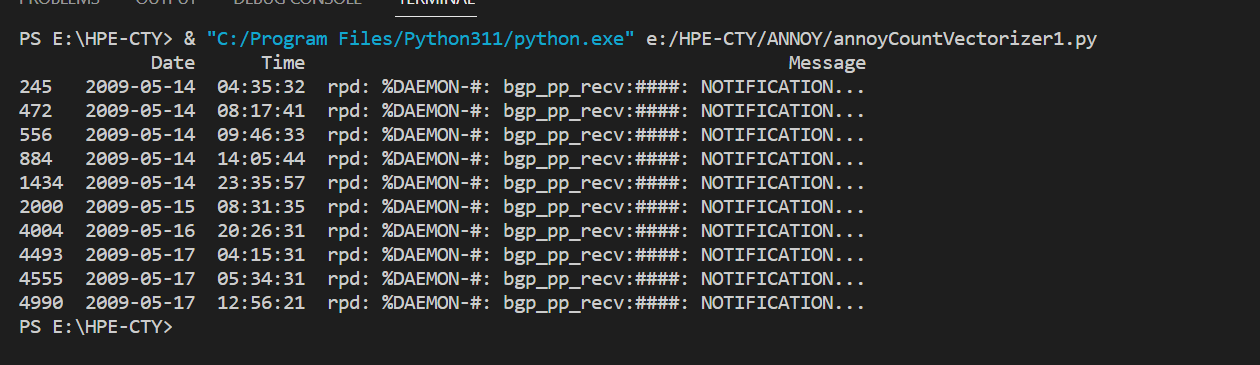 PROBLEMS OUTPUT DEBUG CONSOLE TERMINAL
PS E:\HPE-CTY> & "C:/Program Files/Python311/python.exe" e:/HPE-CTY/ANNOY/annoyCountVectorizer1.py
Date Time Message
245 2009-05-14 04:35:32 rpd: %DAEMON-#: bgp_pp_recv:####: NOTIFICATION...
472 2009-05-14 08:17:41 rpd: %DAEMON-#: bgp_pp_recv:####: NOTIFICATION...
556 2009-05-14 09:46:33 rpd: %DAEMON-#: bgp_pp_recv:####: NOTIFICATION...
884 2009-05-14 14:05:44 rpd: %DAEMON-#: bgp_pp_recv:####: NOTIFICATION...
1434 2009-05-14 23:35:57 rpd: %DAEMON-#: bgp_pp_recv:####: NOTIFICATION...
2000 2009-05-15 08:31:35 rpd: %DAEMON-#: bgp_pp_recv:####: NOTIFICATION...
4004 2009-05-16 20:26:31 rpd: %DAEMON-#: bgp_pp_recv:####: NOTIFICATION...
4493 2009-05-17 04:15:31 rpd: %DAEMON-#: bgp_pp_recv:####: NOTIFICATION...
4555 2009-05-17 05:34:31 rpd: %DAEMON-#: bgp_pp_recv:####: NOTIFICATION...
4990 2009-05-17 12:56:21 rpd: %DAEMON-#: bgp_pp_recv:####: NOTIFICATION...
PS E:\HPE-CTY>